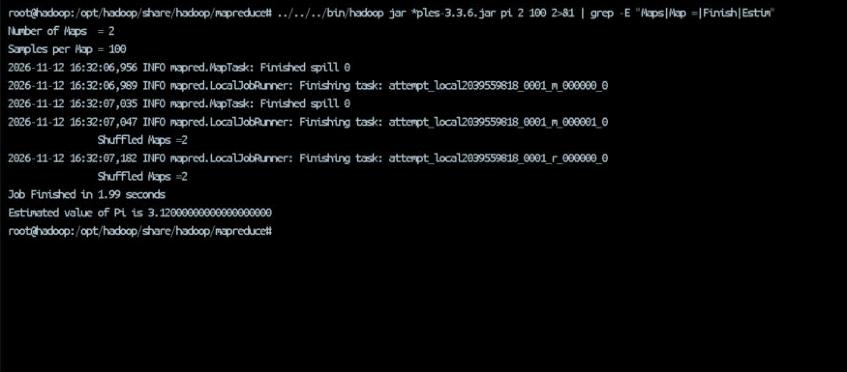 root@hadoop:/opt/hadoop/share/hadoop/mapreduce# ../../../bin/hadoop jar *ples-3.3.6.jar pi 2 100 2>&1 | grep -E "Maps|Map =|Finish|Estim"
Number of Maps  = 2
Samples per Map = 100
2026-11-12 16:32:06,956 INFO mapred.MapTask: Finished spill 0
2026-11-12 16:32:06,989 INFO mapred.LocalJobRunner: Finishing task: attempt_local2039559818_0001_m_000000_0
2026-11-12 16:32:07,035 INFO mapred.MapTask: Finished spill 0
2026-11-12 16:32:07,047 INFO mapred.LocalJobRunner: Finishing task: attempt_local2039559818_0001_m_000001_0
Shuffled Maps =2
2026-11-12 16:32:07,182 INFO mapred.LocalJobRunner: Finishing task: attempt_local2039559818_0001_r_000000_0
Shuffled Maps =2
Job Finished in 1.99 seconds
Estimated value of Pi is 3.12000000000000000000
root@hadoop:/opt/hadoop/share/hadoop/mapreduce#